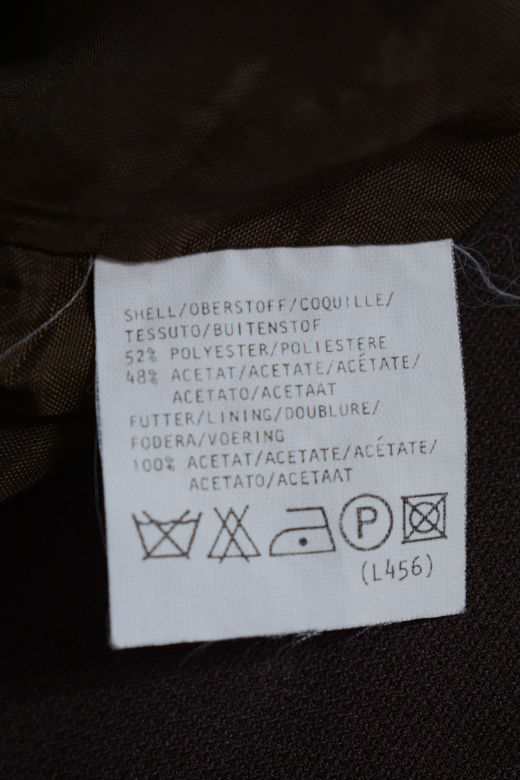 SHELL/OBERSTOFF/COQUILLE/
TESSUTO/BUITENSTOF
52% POLYESTER/POLIESTERE
48% ACETAT/ACETATE/ACÉTATE/
ACETATO/ACETAAT
FUTTER/LINING/DOUBLURE/
FODERA/VOERING
100% ACETAT/ACETATE/ACÉTATE/
ACETATO/ACETAAT
P
(L456)